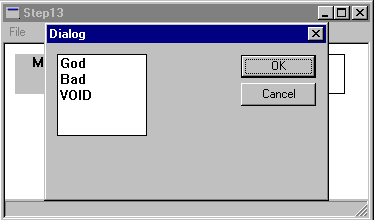 Step13
File
M
Dialog
God
Bad
VOID
OK
Cancel